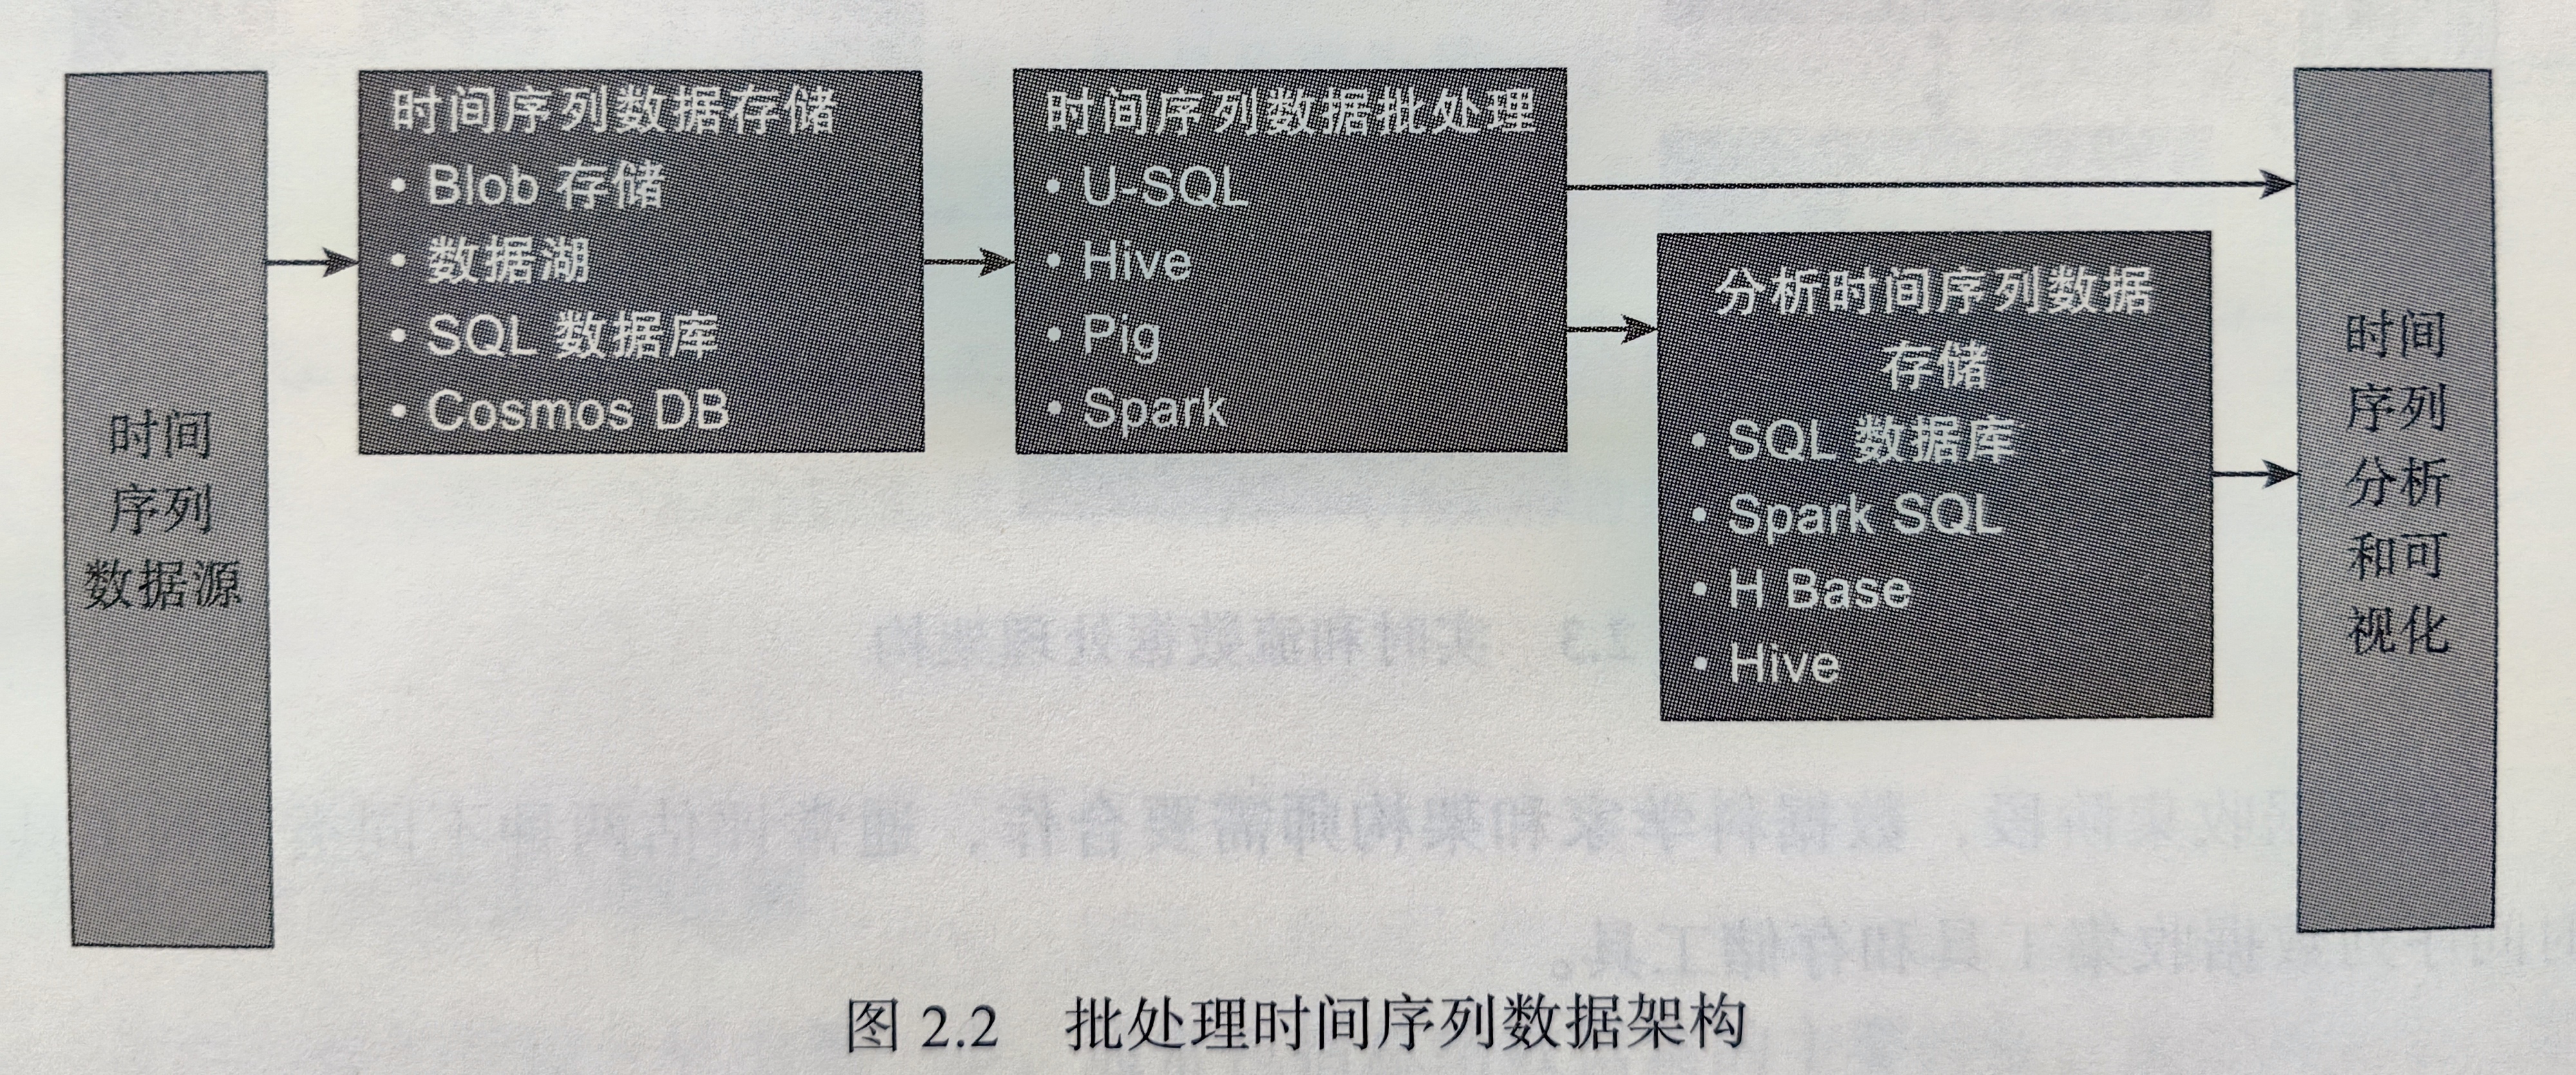 时间
序列
数据源
时间序列数据存储
• Blob 存储
• 数据湖
• SQL 数据库
• Cosmos DB
时间序列数据批处理
• U-SQL
• Hive
• Pig
• Spark
分析时间序列数据
存储
• SQL 数据库
• Spark SQL
• H Base
• Hive
时间
序列
分析
和可
视化
图 2.2 批处理时间序列数据架构